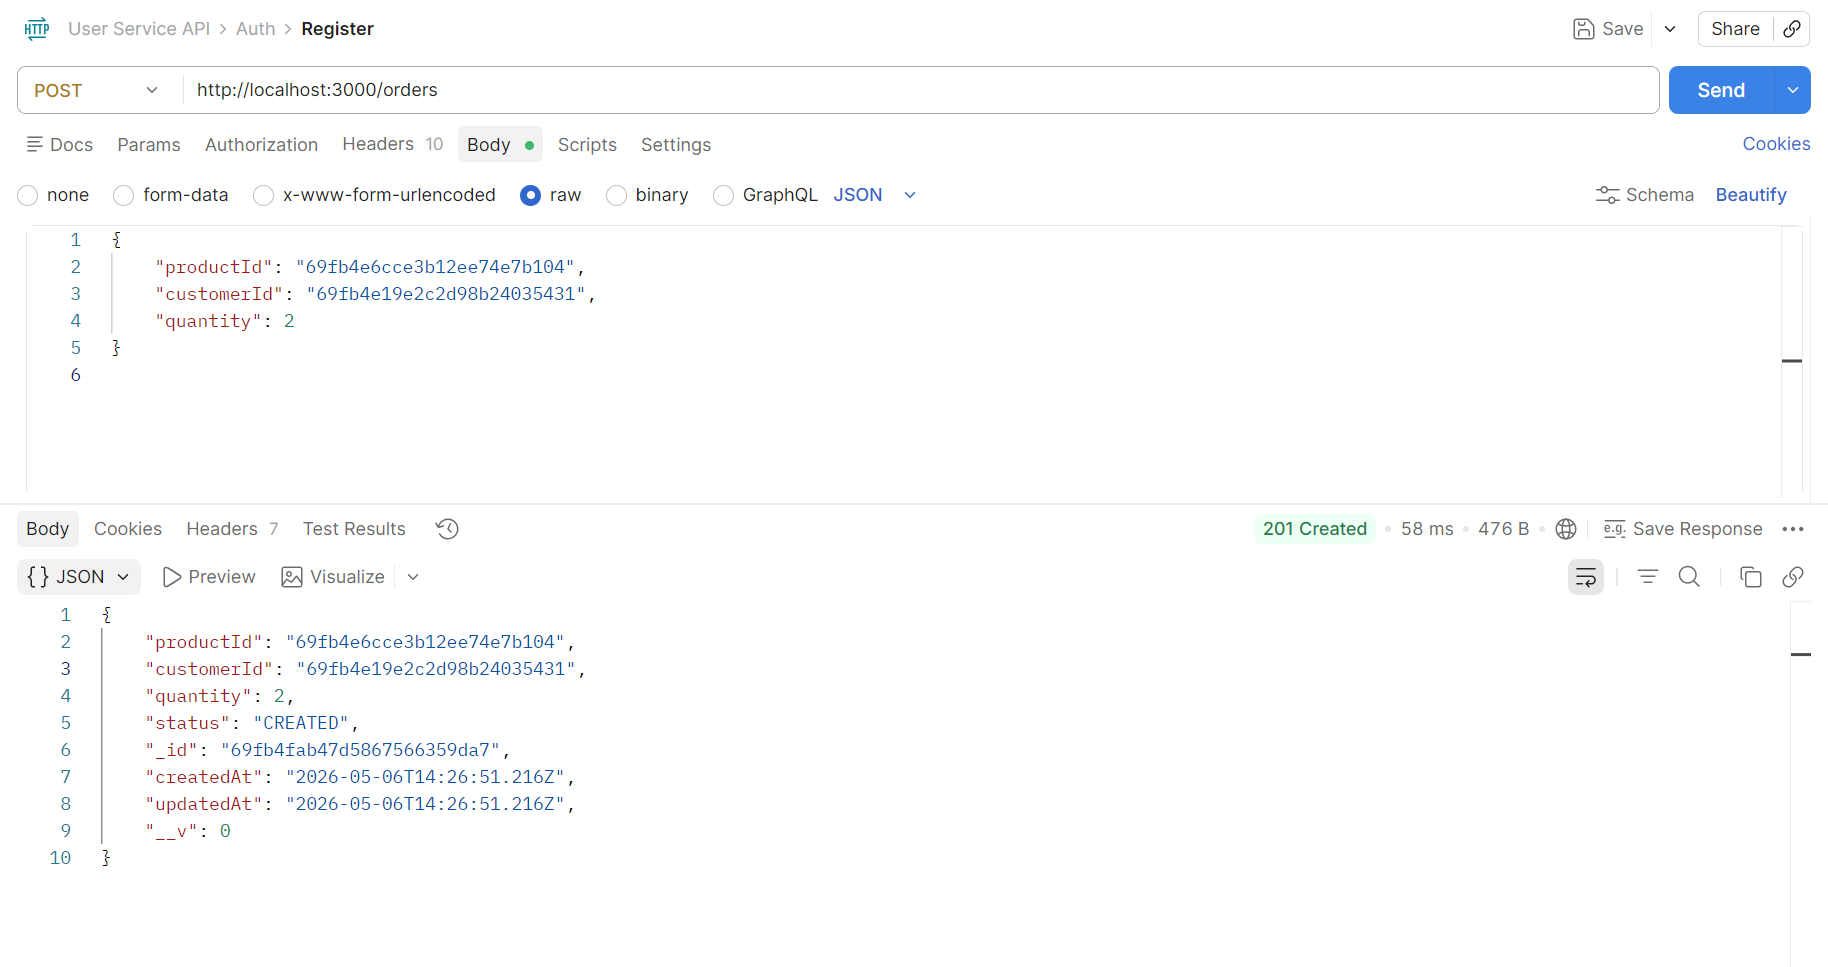 HTTP User Service API > Auth > Register Save Share
POST http://localhost:3000/orders Send
Docs Params Authorization Headers 10 Body Scripts Settings Cookies
none form-data x-www-form-urlencoded raw binary GraphQL JSON Schema Beautify
1 {
2 "productId": "69fb4e6cce3b12ee74e7b104",
3 "customerId": "69fb4e19e2c2d98b24035431",
4 "quantity": 2
5 }
6
Body Cookies Headers 7 Test Results 201 Created • 58 ms • 476 B • e.g. Save Response
{} JSON Preview Visualize
1 {
2 "productId": "69fb4e6cce3b12ee74e7b104",
3 "customerId": "69fb4e19e2c2d98b24035431",
4 "quantity": 2,
5 "status": "CREATED",
6 "_id": "69fb4fab47d5867566359da7",
7 "createdAt": "2026-05-06T14:26:51.216Z",
8 "updatedAt": "2026-05-06T14:26:51.216Z",
9 "__v": 0
10 }